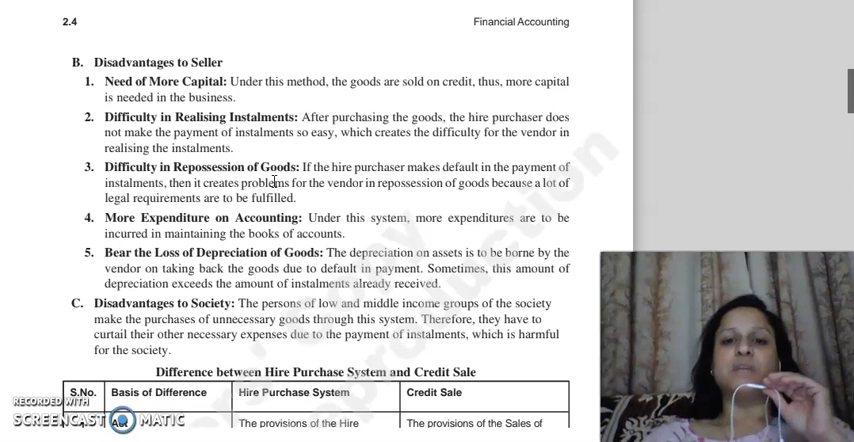 2.4 Financial Accounting
B. Disadvantages to Seller
1. Need of More Capital: Under this method, the goods are sold on credit, thus, more capital
is needed in the business.
2. Difficulty in Realising Instalments: After purchasing the goods, the hire purchaser does
not make the payment of instalments so easy, which creates the difficulty for the vendor in
realising the instalments.
3. Difficulty in Repossession of Goods: If the hire purchaser makes default in the payment of
instalments, then it creates problems for the vendor in repossession of goods because a lot of
legal requirements are to be fulfilled.
4. More Expenditure on Accounting: Under this system, more expenditures are to be
incurred in maintaining the books of accounts.
5. Bear the Loss of Depreciation of Goods: The depreciation on assets is to be borne by the
vendor on taking back the goods due to default in payment. Sometimes, this amount of
depreciation exceeds the amount of instalments already received.
C. Disadvantages to Society: The persons of low and middle income groups of the society
make the purchases of unnecessary goods through this system. Therefore, they have to
curtail their other necessary expenses due to the payment of instalments, which is harmful
for the society.
Difference between Hire Purchase System and Credit Sale
S.No. Basis of Difference Hire Purchase System Credit Sale
The provisions of the Hire The provisions of the Sales of
RECORDED WITH
SCREENCAST MATIC